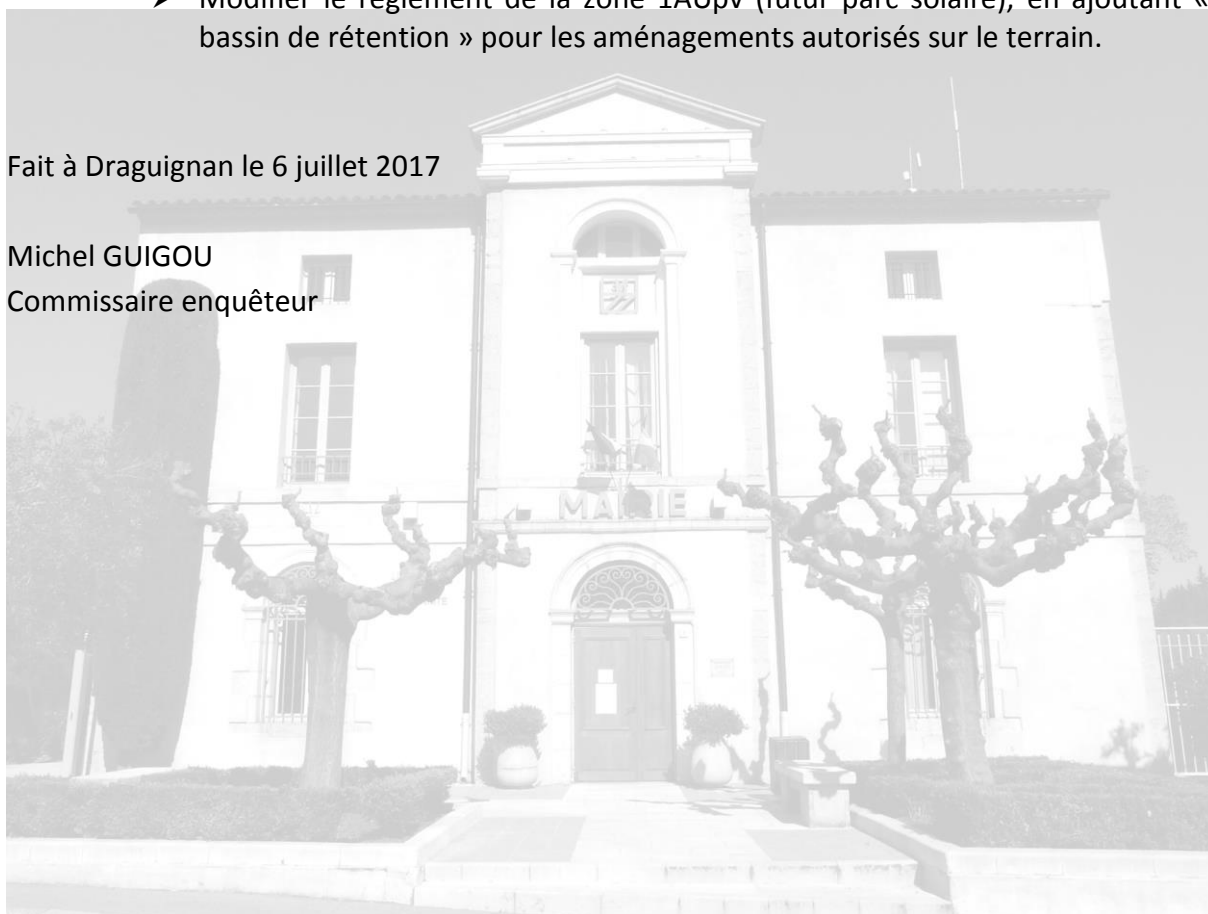 ➢ Modifier le règlement de la zone 1AUpv (futur parc solaire), en ajoutant «
bassin de rétention » pour les aménagements autorisés sur le terrain.
Fait à Draguignan le 6 juillet 2017
Michel GUIGOU
Commissaire enquêteur
MAIRIE